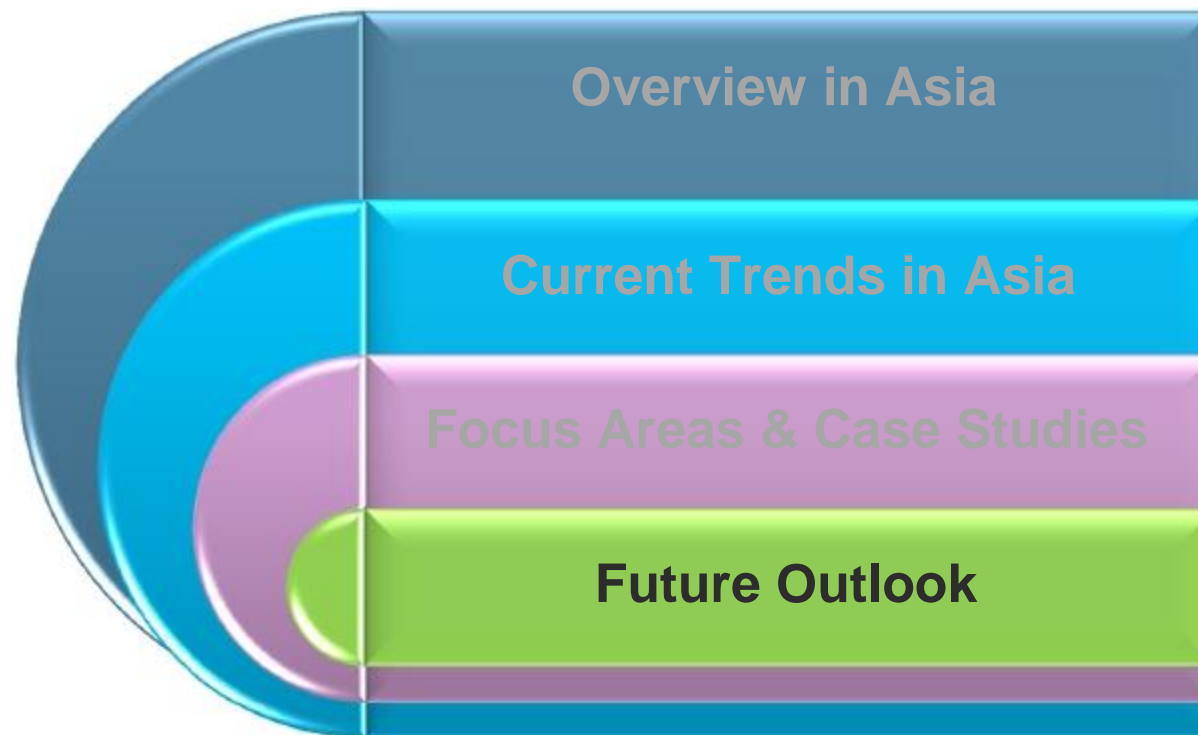 Overview in Asia
Current Trends in Asia
Focus Areas & Case Studies
Future Outlook